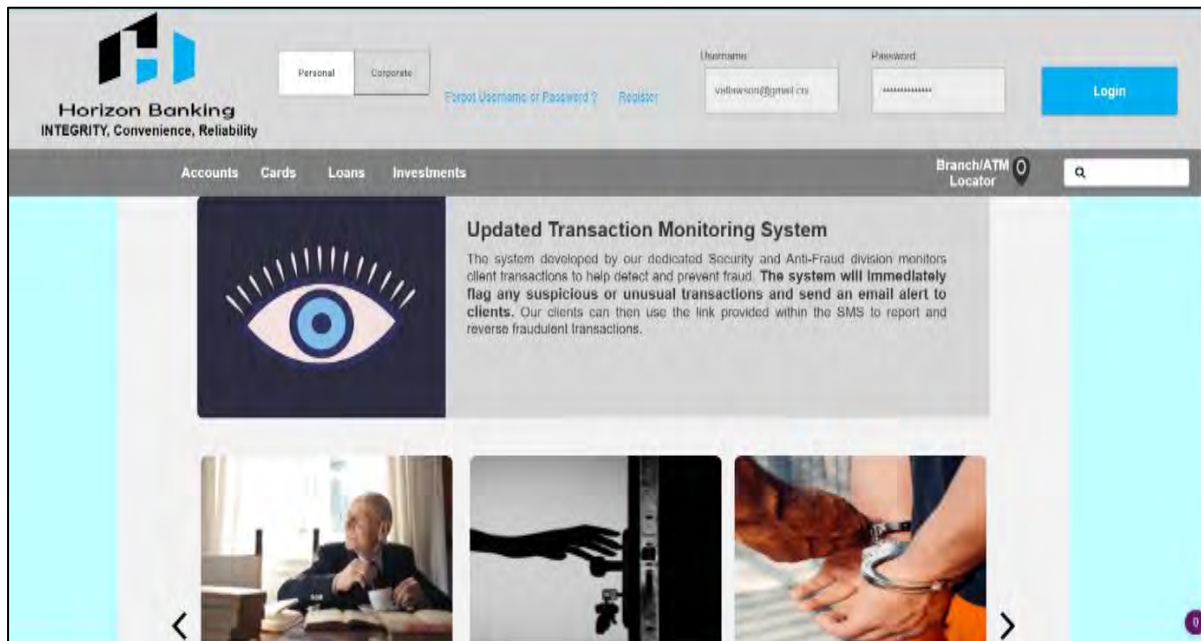 Horizon Banking
INTEGRITY, Convenience, Reliability
Personal
Corporate
Forgot Username or Password ?
Register
Username
Password
**************
Login
Accounts
Cards
Loans
Investments
Branch/ATM
Locator
Updated Transaction Monitoring System
The system developed by our dedicated Security and Anti-Fraud division monitors
client transactions to help detect and prevent fraud. The system will immediately
flag any suspicious or unusual transactions and send an email alert to
clients. Our clients can then use the link provided within the SMS to report and
reverse fraudulent transactions.